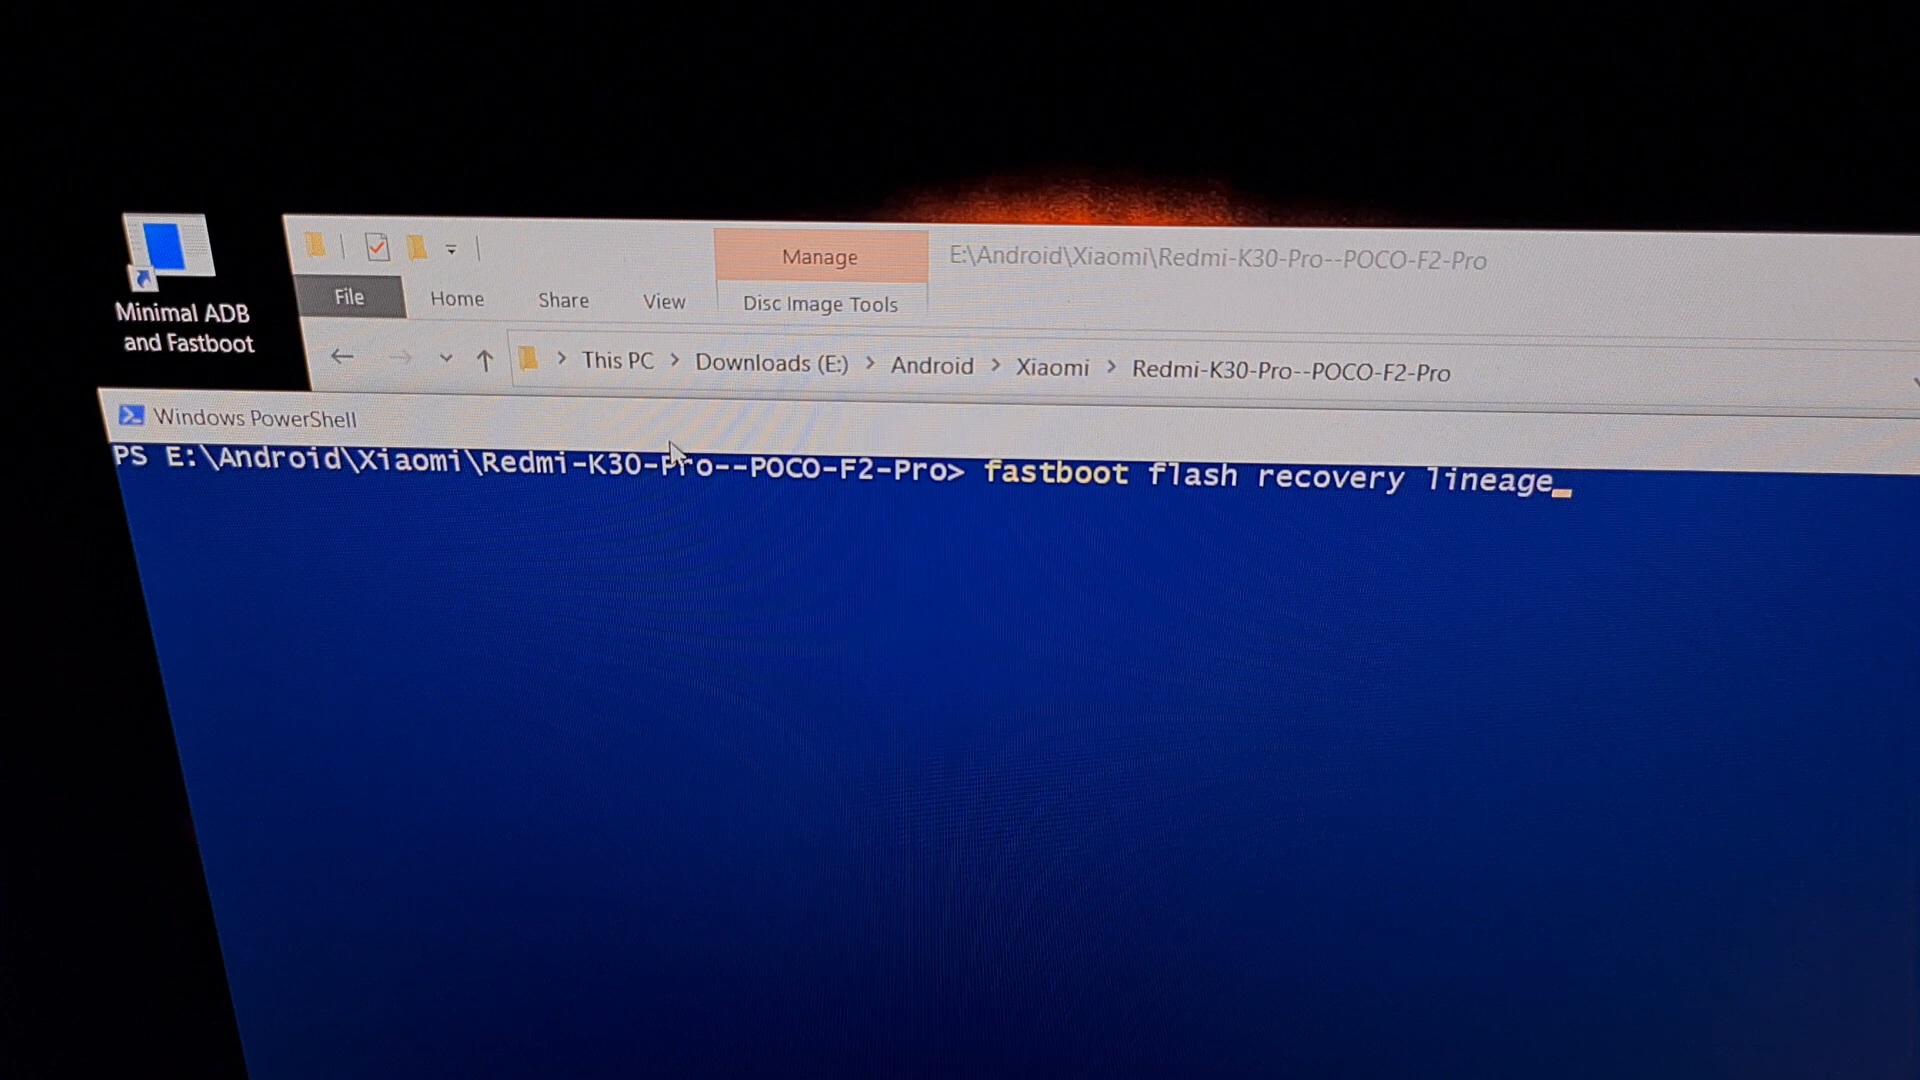 Minimal ADB
and Fastboot
Manage
E:\Android\Xiaomi\Redmi-K30-Pro--POCO-F2-Pro
File
Home
Share
View
Disc Image Tools
This PC > Downloads (E:) > Android > Xiaomi > Redmi-K30-Pro--POCO-F2-Pro
Windows PowerShell
PS E:\Android\Xiaomi\Redmi-K30-Pro--POCO-F2-Pro> fastboot flash recovery lineage_